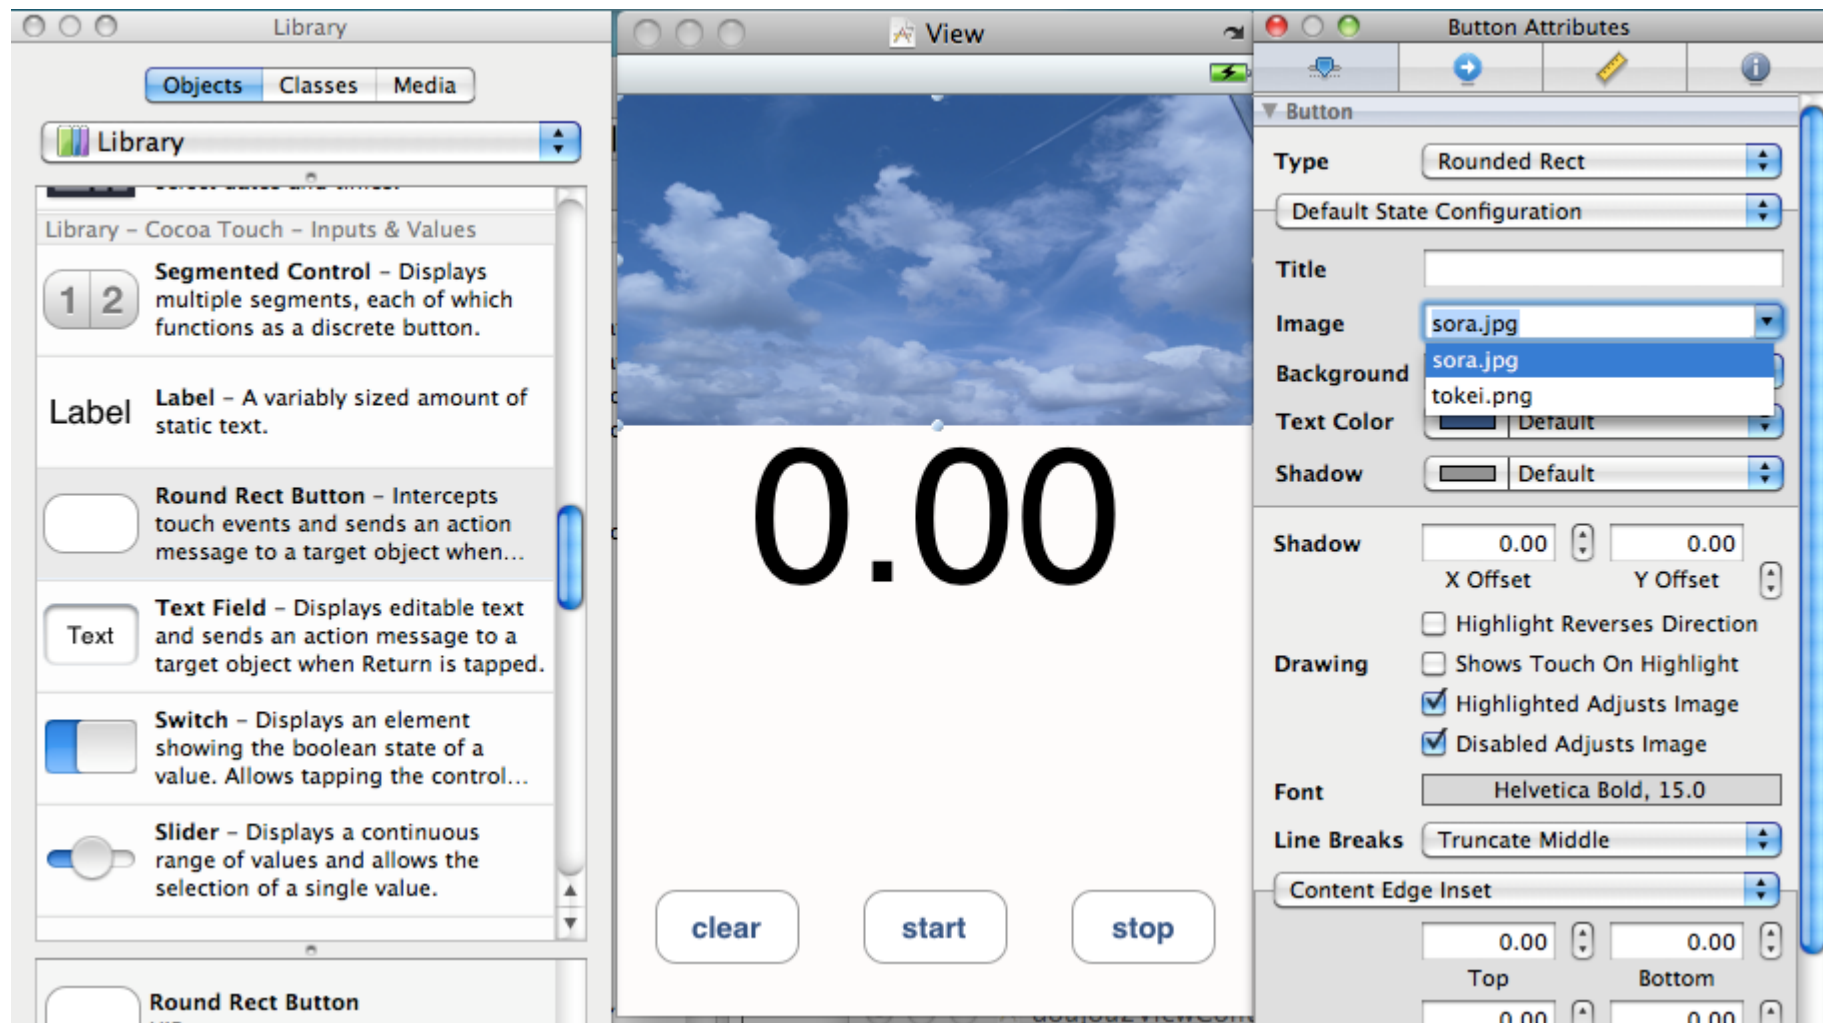 Library
Objects Classes Media
Library
select dates and times.
Library – Cocoa Touch – Inputs & Values
1 2
Segmented Control – Displays
multiple segments, each of which
functions as a discrete button.
Label
Label – A variably sized amount of
static text.
Round Rect Button – Intercepts
touch events and sends an action
message to a target object when...
Text
Text Field – Displays editable text
and sends an action message to a
target object when Return is tapped.
Switch – Displays an element
showing the boolean state of a
value. Allows tapping the control...
Slider – Displays a continuous
range of values and allows the
selection of a single value.
Round Rect Button
View
0.00
clear start stop
Button Attributes
Button
Type Rounded Rect
Default State Configuration
Title
Image sora.jpg
sora.jpg
Background
tokei.png
Text Color Default
Shadow Default
Shadow 0.00 0.00
X Offset Y Offset
Highlight Reverses Direction
Drawing Shows Touch On Highlight
Highlighted Adjusts Image
Disabled Adjusts Image
Font Helvetica Bold, 15.0
Line Breaks Truncate Middle
Content Edge Inset
0.00 0.00
Top Bottom
0.00 0.00